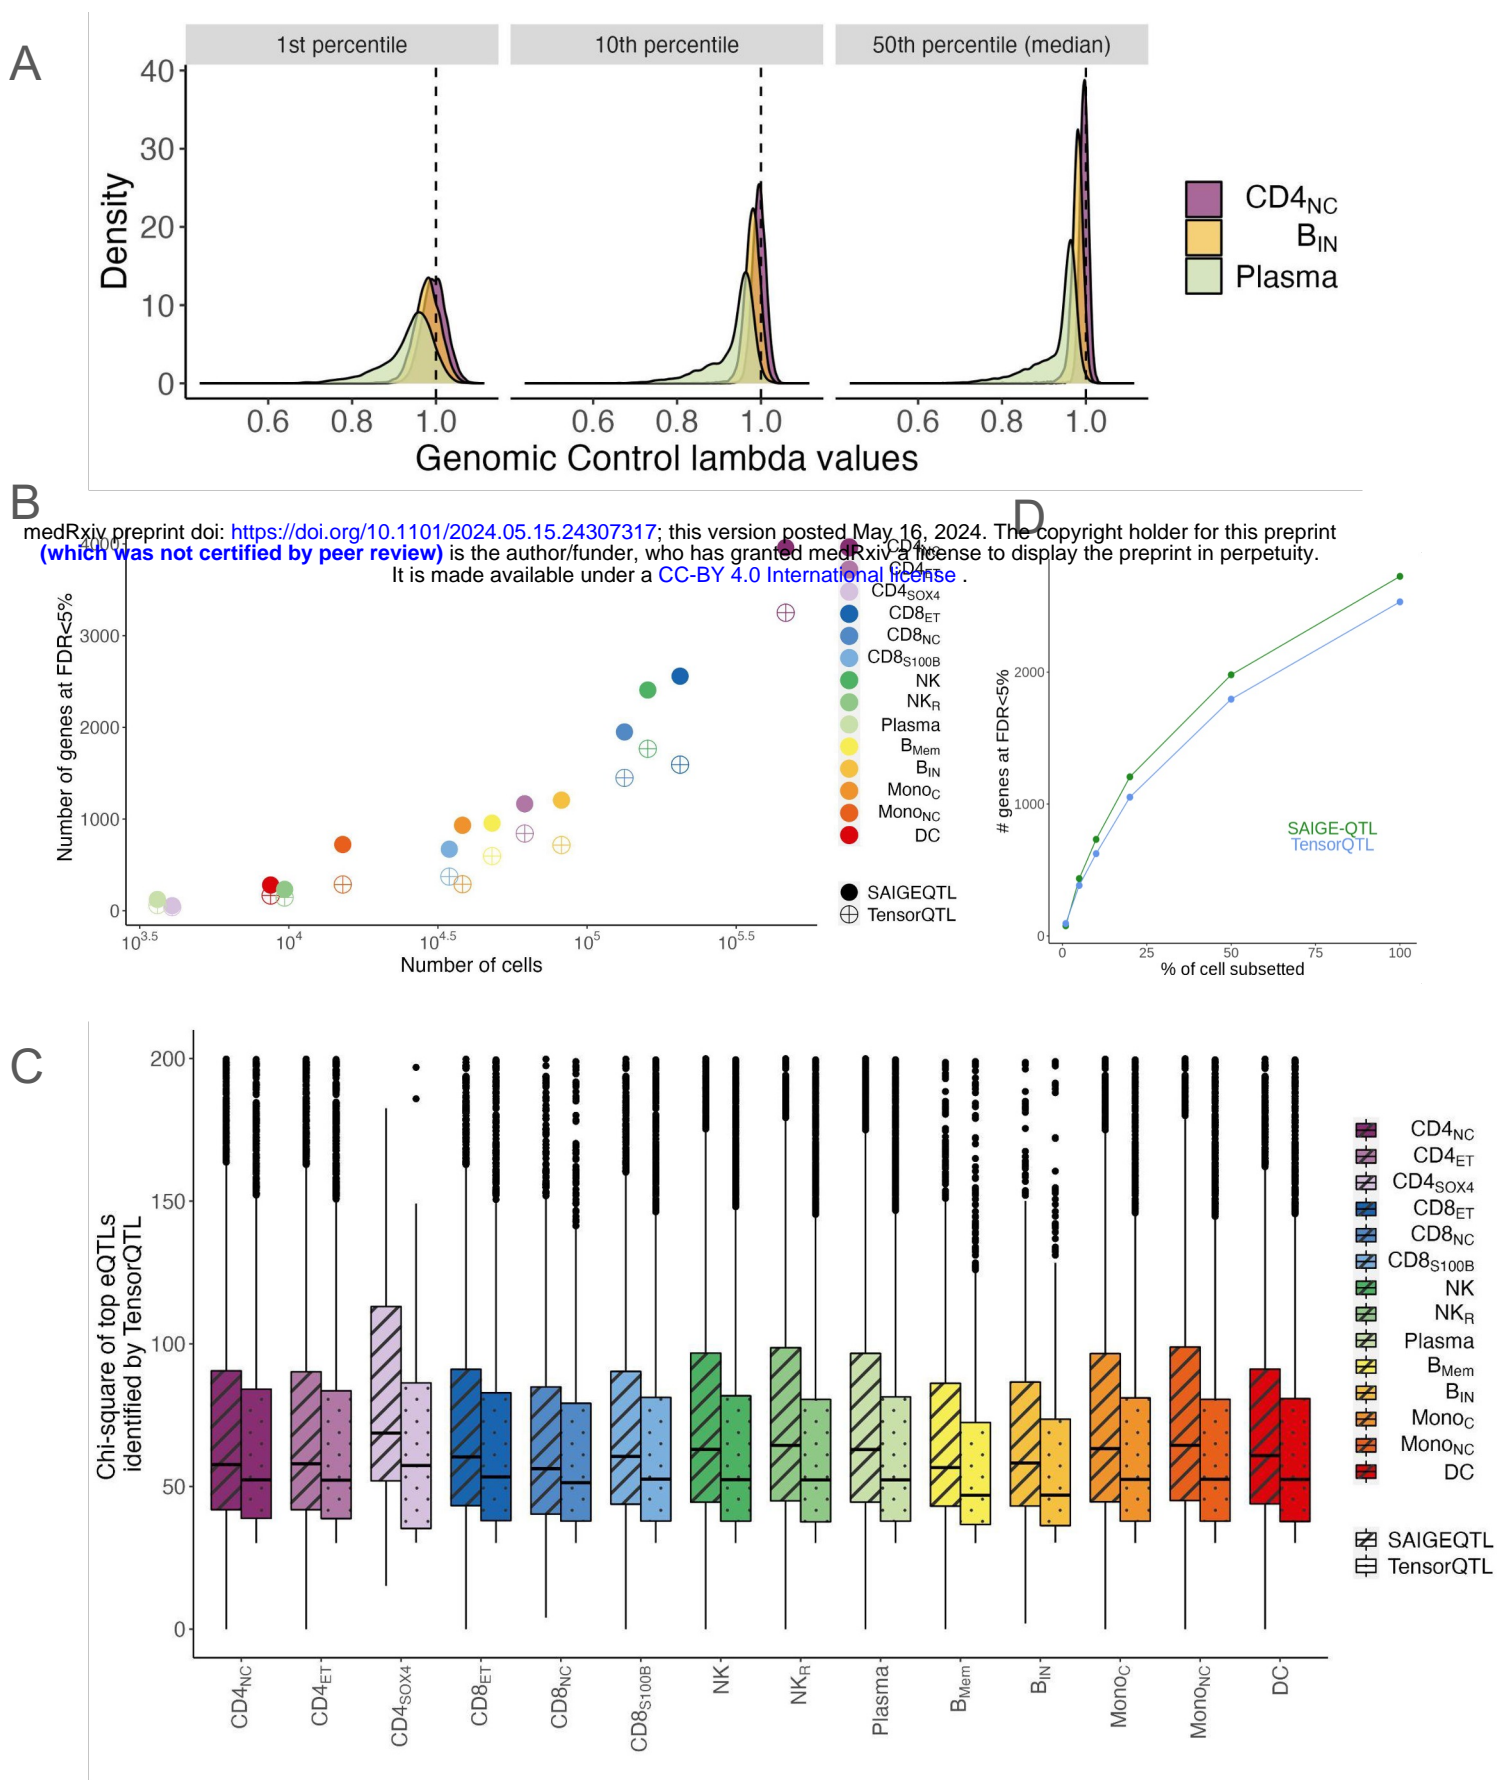 A
1st percentile
10th percentile
50th percentile (median)
40
30
20
10
0
Density
0.6 0.8 1.0
0.6 0.8 1.0
0.6 0.8 1.0
Genomic Control lambda values
CD4NC
BIN
Plasma
B
D
medRxiv preprint doi: https://doi.org/10.1101/2024.05.15.24307317; this version posted May 16, 2024. The copyright holder for this preprint
(which was not certified by peer review) is the author/funder, who has granted medRxiv a license to display the preprint in perpetuity.
It is made available under a CC-BY 4.0 International license .
4000
3000
2000
1000
0
Number of genes at FDR<5%
10^3.5
10^4
10^4.5
10^5
10^5.5
Number of cells
CD4NC
CD4ET
CD4SOX4
CD8ET
CD8NC
CD8S100B
NK
NKR
Plasma
BMem
BIN
MonoC
MonoNC
DC
SAIGEQTL
TensorQTL
2000
1000
0
# genes at FDR<5%
SAIGE-QTL
TensorQTL
0 25 50 75 100
% of cell subsetted
C
200
150
100
50
0
Chi-square of top eQTLs
identified by TensorQTL
CD4NC
CD4ET
CD4SOX4
CD8ET
CD8NC
CD8S100B
NK
NKR
Plasma
BMem
BIN
MonoC
MonoNC
DC
CD4NC
CD4ET
CD4SOX4
CD8ET
CD8NC
CD8S100B
NK
NKR
Plasma
BMem
BIN
MonoC
MonoNC
DC
SAIGEQTL
TensorQTL